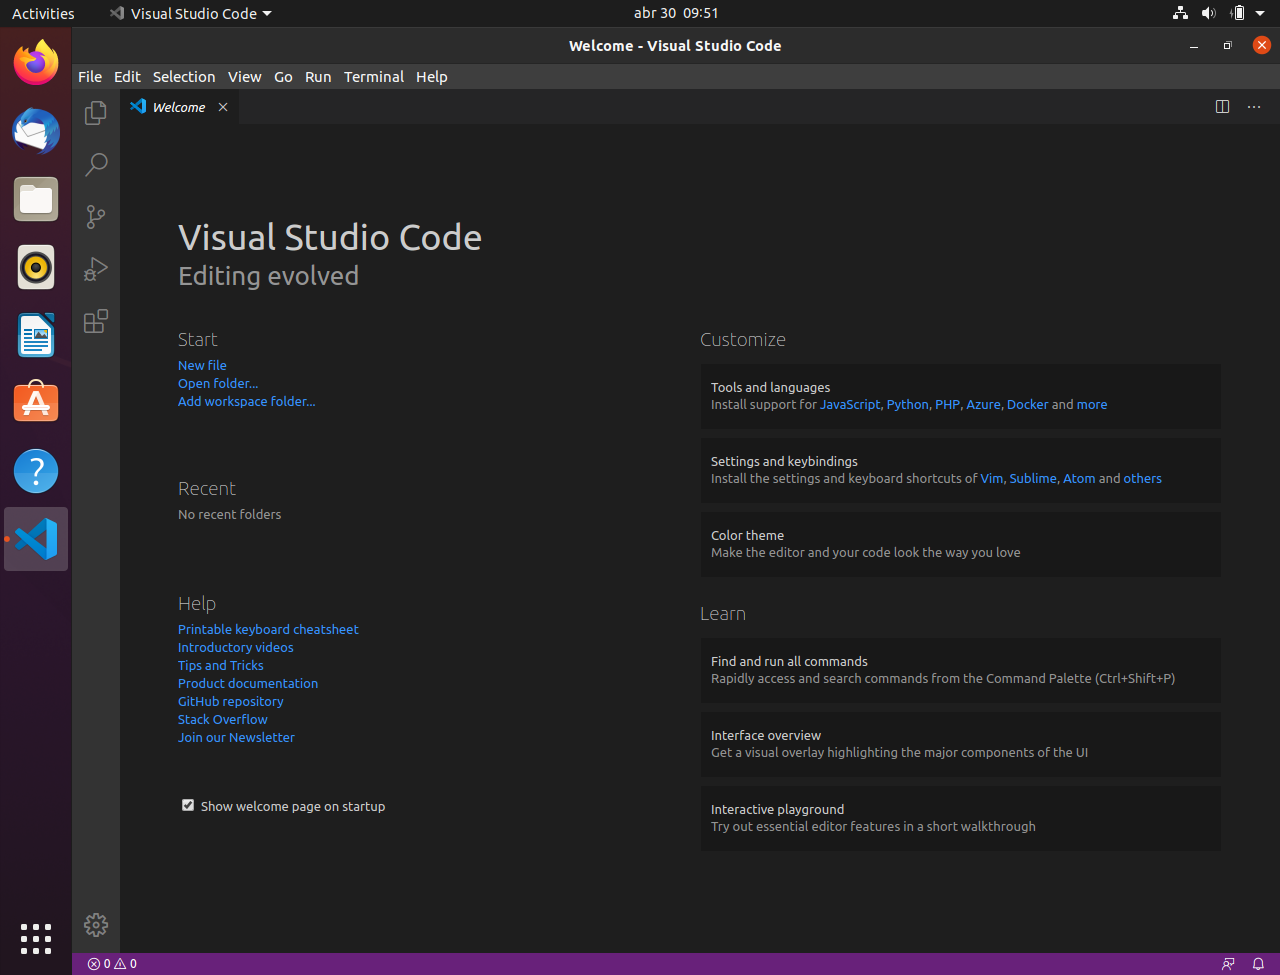 Activities
Visual Studio Code
abr 30 09:51
Welcome - Visual Studio Code
File Edit Selection View Go Run Terminal Help
Welcome
Visual Studio Code
Editing evolved
Start
New file
Open folder...
Add workspace folder...
Recent
No recent folders
Help
Printable keyboard cheatsheet
Introductory videos
Tips and Tricks
Product documentation
GitHub repository
Stack Overflow
Join our Newsletter
Show welcome page on startup
Customize
Tools and languages
Install support for JavaScript, Python, PHP, Azure, Docker and more
Settings and keybindings
Install the settings and keyboard shortcuts of Vim, Sublime, Atom and others
Color theme
Make the editor and your code look the way you love
Learn
Find and run all commands
Rapidly access and search commands from the Command Palette (Ctrl+Shift+P)
Interface overview
Get a visual overlay highlighting the major components of the UI
Interactive playground
Try out essential editor features in a short walkthrough
0 0